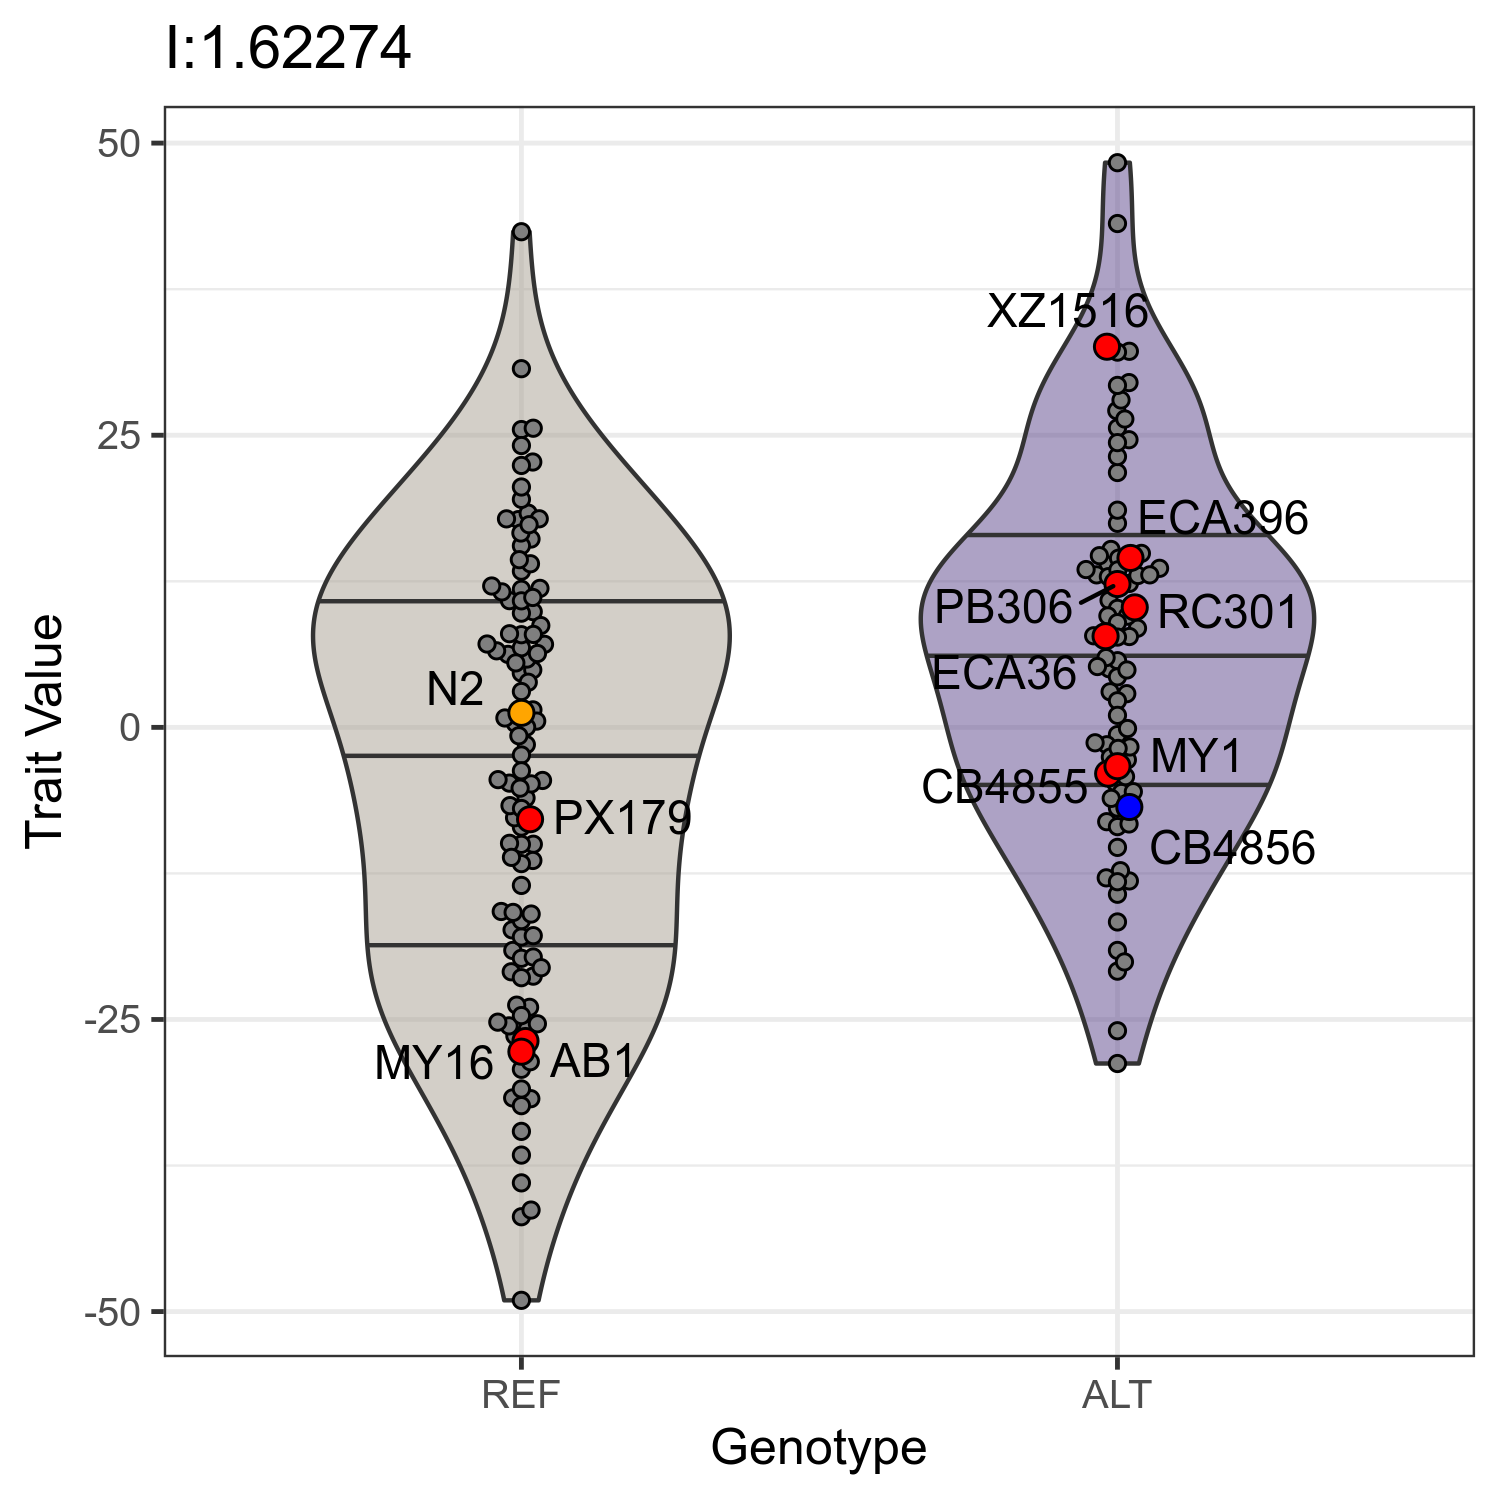 I:1.62274
50
25
0
-25
-50
Trait Value
XZ1516
ECA396
PB306
RC301
ECA36
N2
MY1
CB4855
PX179
CB4856
MY16
AB1
REF
ALT
Genotype